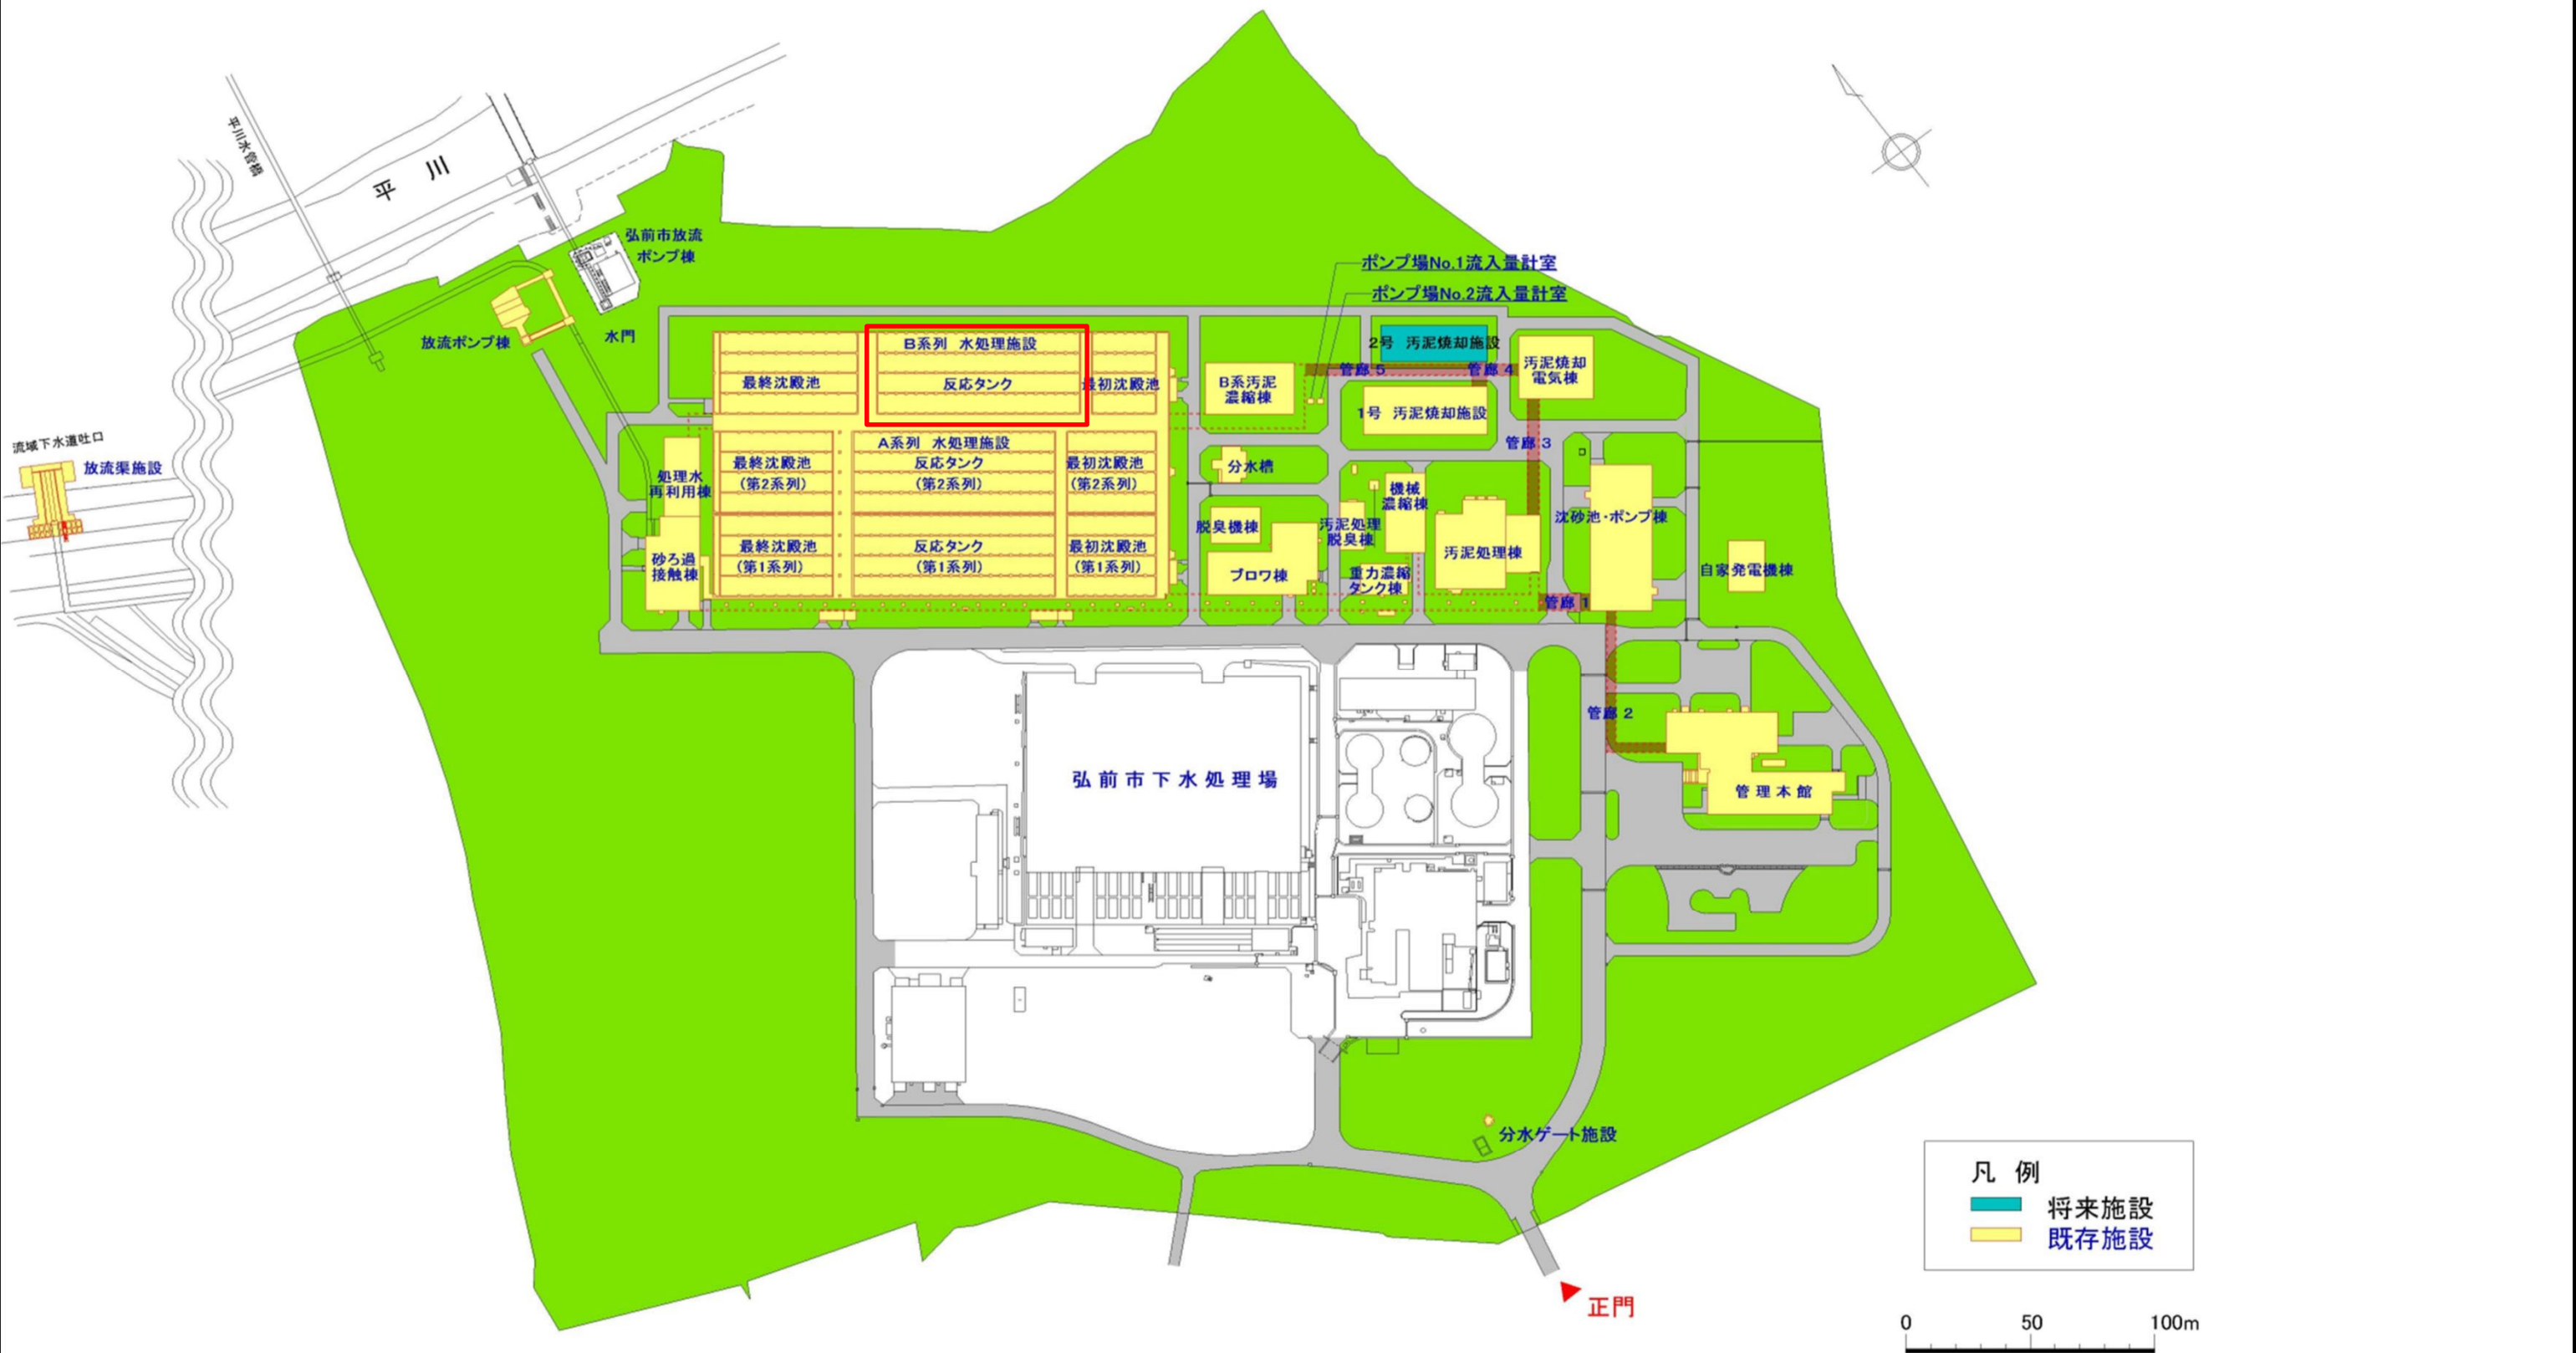 平川水管橋
平 川
弘前市放流
ポンプ棟
放流ポンプ棟
水門
流域下水道吐口
放流渠施設
ポンプ場No.1流入量計室
ポンプ場No.2流入量計室
B系列 水処理施設
最終沈殿池
反応タンク
最初沈殿池
A系列 水処理施設
最終沈殿池
(第2系列)
反応タンク
(第2系列)
最初沈殿池
(第2系列)
最終沈殿池
(第1系列)
反応タンク
(第1系列)
最初沈殿池
(第1系列)
処理水
再利用棟
砂ろ過
接触棟
B系汚泥
濃縮棟
2号 汚泥焼却施設
管廊 5
管廊 4
汚泥焼却
電気棟
1号 汚泥焼却施設
管廊 3
分水槽
機械
濃縮棟
脱臭機棟
汚泥処理
脱臭棟
汚泥処理棟
沈砂池・ポンプ棟
ブロワ棟
重力濃縮
タンク棟
自家発電機棟
管廊 1
管廊 2
弘前市下水処理場
管理本館
分水ゲート施設
正門
凡 例
将来施設
既存施設
0 50 100m